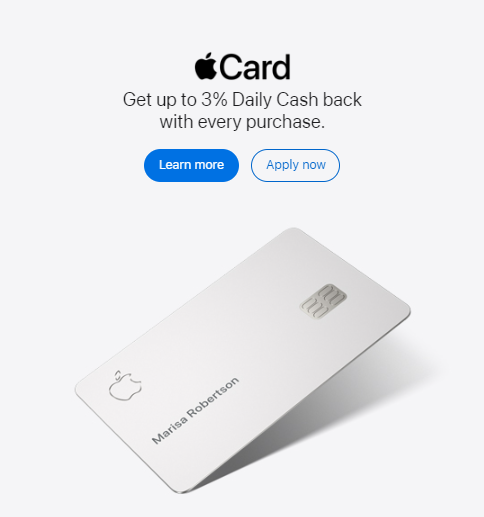 Card
Get up to 3% Daily Cash back
with every purchase.
Learn more
Apply now
Marisa Robertson